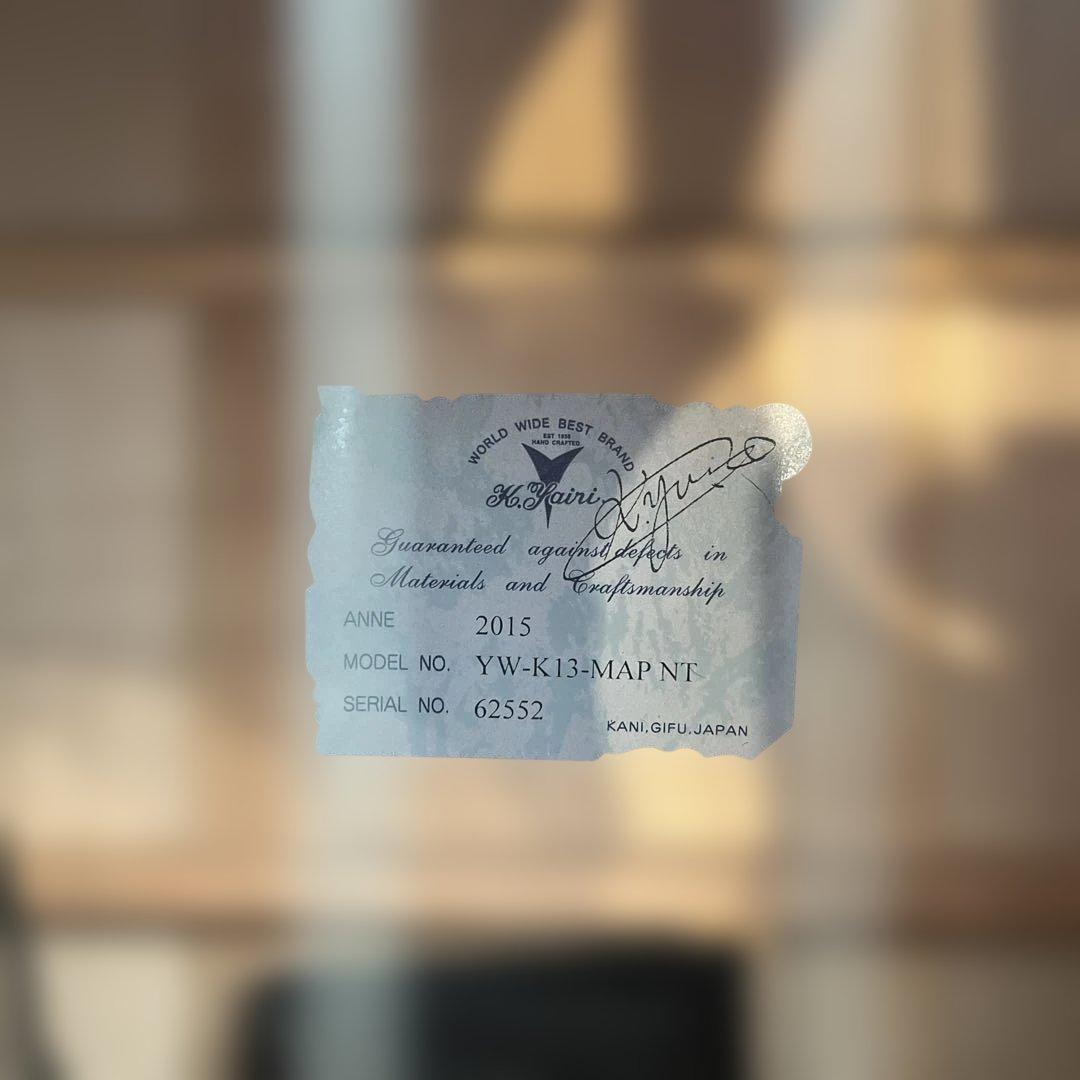 WORLD WIDE BEST BRAND
EST 1935
HAND CRAFTED
K.Yairi
K.Yairi
Guaranteed against defects in
Materials and Craftsmanship
ANNE 2015
MODEL NO. YW-K13-MAP NT
SERIAL NO. 62552
KANI,GIFU,JAPAN